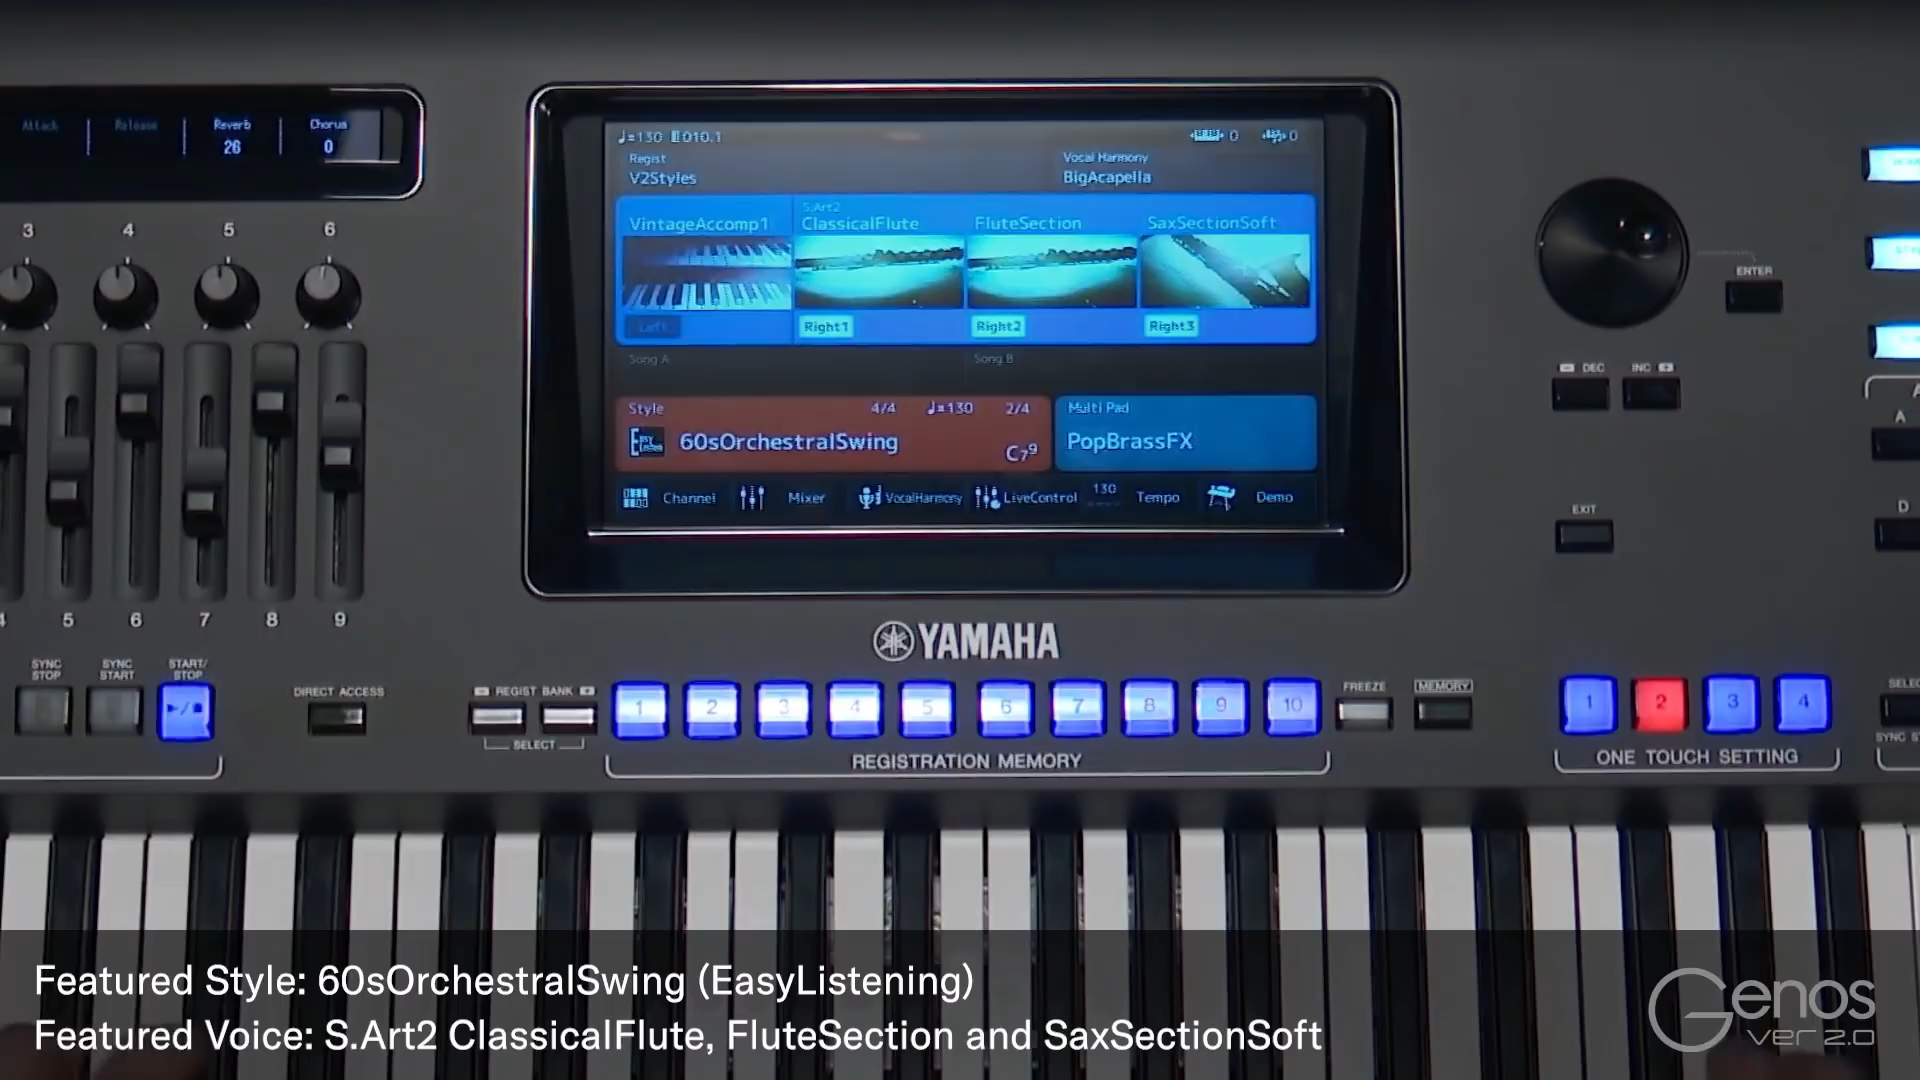 Attack Release Reverb Chorus
26 0
3 4 5 6
5 6 7 8 9
SYNC STOP SYNC START START/STOP
DIRECT ACCESS
♩=130 010.1 0 0
Regist
V2Styles
Vocal Harmony
BigAcapella
S.Art2
VintageAccomp1 ClassicalFlute FluteSection SaxSectionSoft
Left Right1 Right2 Right3
Song A Song B
Style 4/4 ♩=130 2/4
Easy Listen 60sOrchestralSwing C7 9
Multi Pad
PopBrassFX
Channel Mixer VocalHarmony LiveControl 130 Tempo Demo
YAMAHA
- REGIST BANK +
SELECT
1 2 3 4 5 6 7 8 9 10
REGISTRATION MEMORY
FREEZE MEMORY
ENTER
- DEC INC +
EXIT
A
D
1 2 3 4
ONE TOUCH SETTING
Featured Style: 60sOrchestralSwing (EasyListening)
Featured Voice: S.Art2 ClassicalFlute, FluteSection and SaxSectionSoft
Genos
ver 2.0